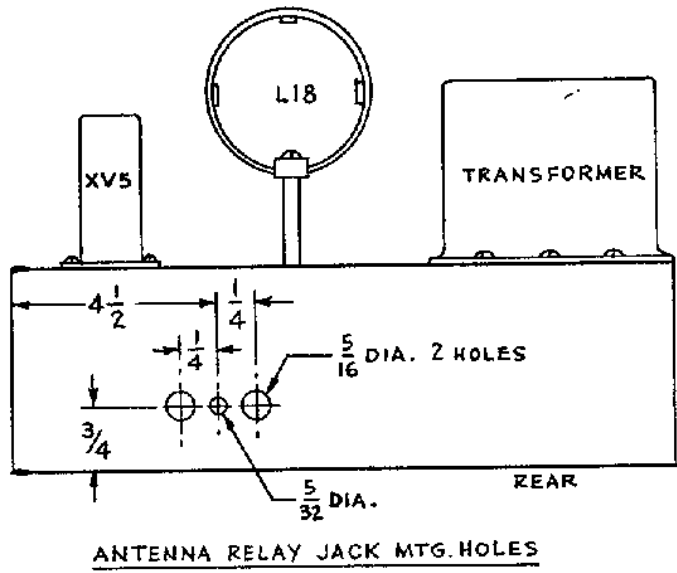 L18
XV5
TRANSFORMER
4 1/2
1/4
1/4
5/16 DIA. 2 HOLES
3/4
5/32 DIA.
REAR
ANTENNA RELAY JACK MTG. HOLES